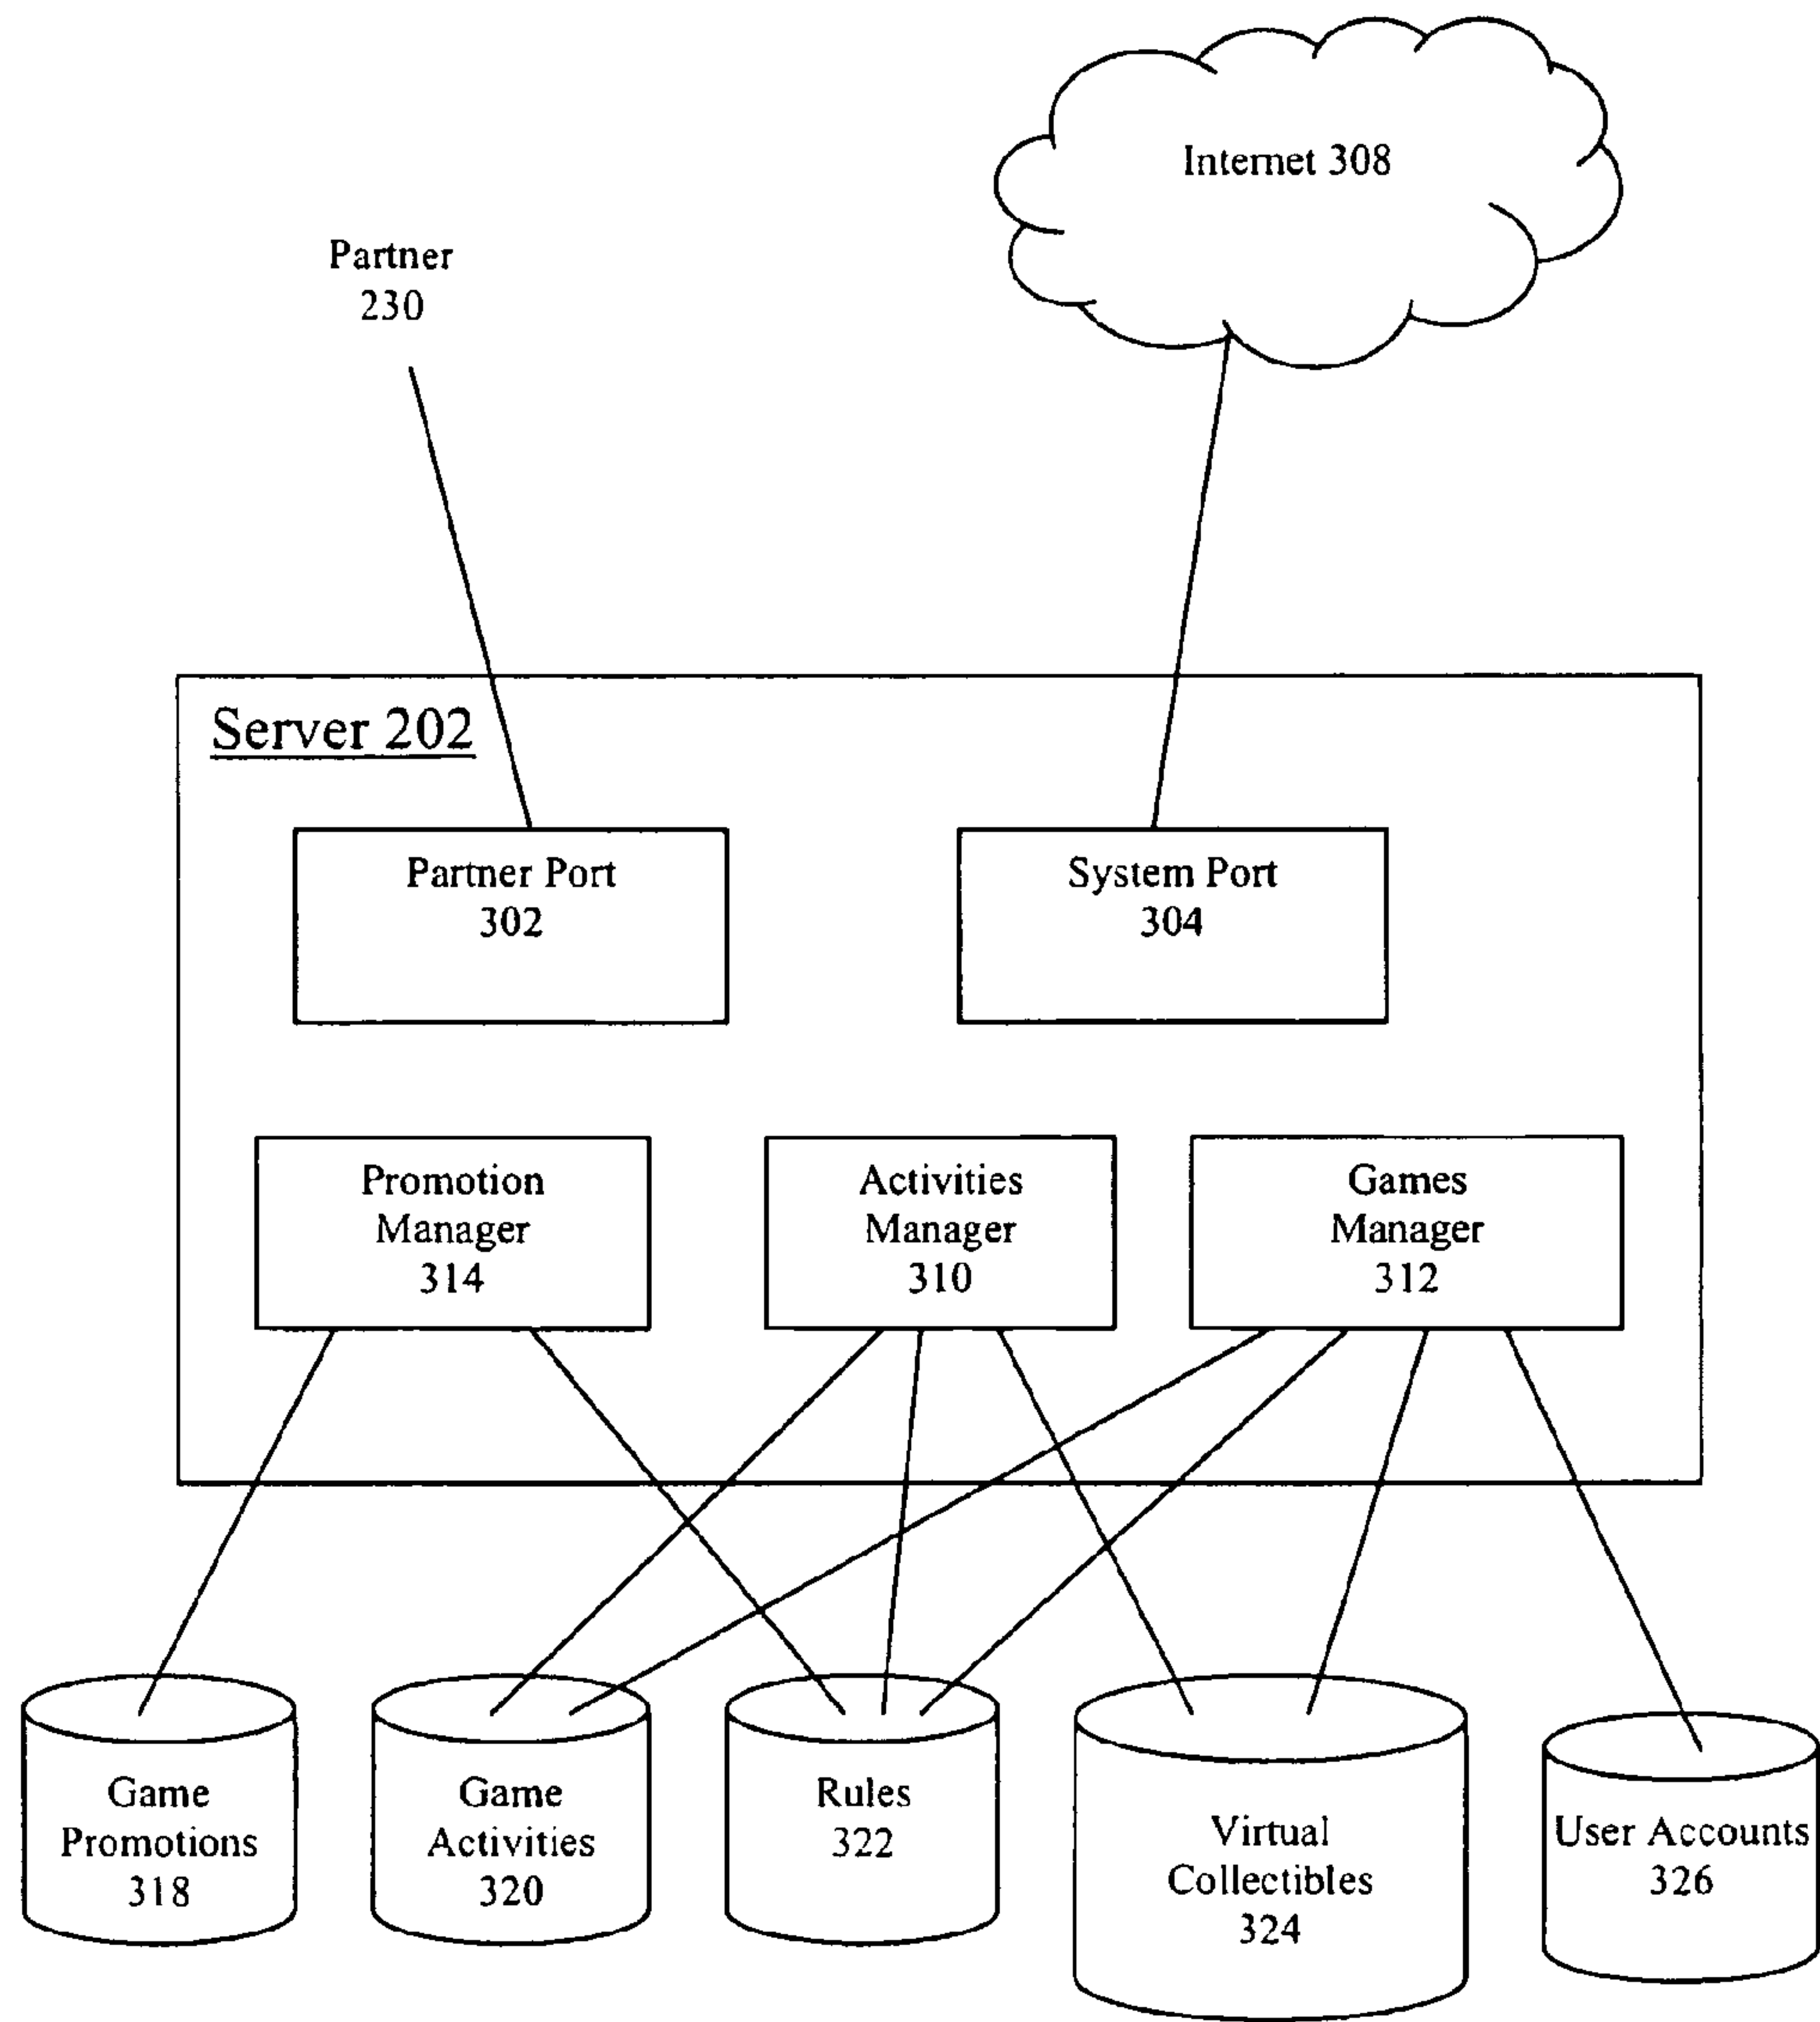 Internet 308
Partner
230
Server 202
Partner Port
302
System Port
304
Promotion
Manager
314
Activities
Manager
310
Games
Manager
312
Game
Promotions
318
Game
Activities
320
Rules
322
Virtual
Collectibles
324
User Accounts
326